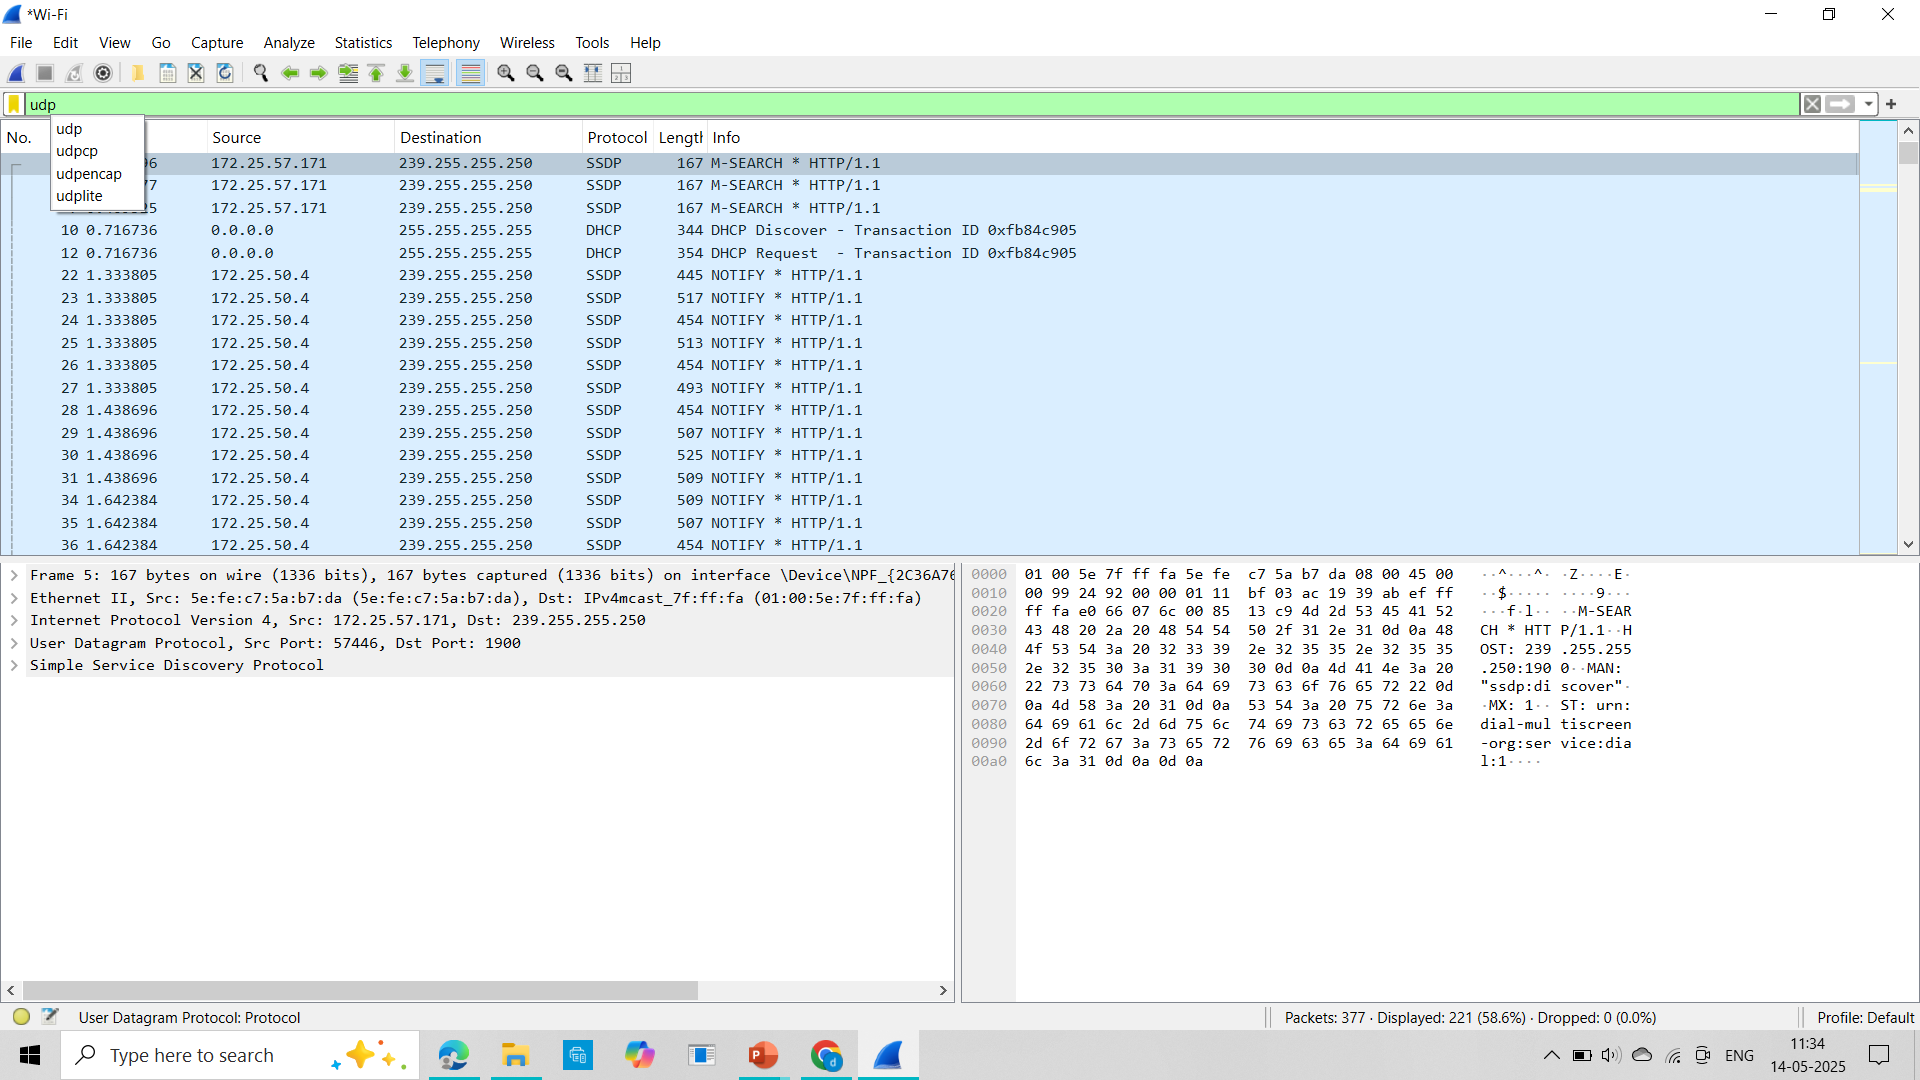 *Wi-Fi
File Edit View Go Capture Analyze Statistics Telephony Wireless Tools Help
udp
udp
udpcp
udpencap
udplite
No. Source Destination Protocol Length Info
96 172.25.57.171 239.255.255.250 SSDP 167 M-SEARCH * HTTP/1.1
77 172.25.57.171 239.255.255.250 SSDP 167 M-SEARCH * HTTP/1.1
172.25.57.171 239.255.255.250 SSDP 167 M-SEARCH * HTTP/1.1
10 0.716736 0.0.0.0 255.255.255.255 DHCP 344 DHCP Discover - Transaction ID 0xfb84c905
12 0.716736 0.0.0.0 255.255.255.255 DHCP 354 DHCP Request  - Transaction ID 0xfb84c905
22 1.333805 172.25.50.4 239.255.255.250 SSDP 445 NOTIFY * HTTP/1.1
23 1.333805 172.25.50.4 239.255.255.250 SSDP 517 NOTIFY * HTTP/1.1
24 1.333805 172.25.50.4 239.255.255.250 SSDP 454 NOTIFY * HTTP/1.1
25 1.333805 172.25.50.4 239.255.255.250 SSDP 513 NOTIFY * HTTP/1.1
26 1.333805 172.25.50.4 239.255.255.250 SSDP 454 NOTIFY * HTTP/1.1
27 1.333805 172.25.50.4 239.255.255.250 SSDP 493 NOTIFY * HTTP/1.1
28 1.438696 172.25.50.4 239.255.255.250 SSDP 454 NOTIFY * HTTP/1.1
29 1.438696 172.25.50.4 239.255.255.250 SSDP 507 NOTIFY * HTTP/1.1
30 1.438696 172.25.50.4 239.255.255.250 SSDP 525 NOTIFY * HTTP/1.1
31 1.438696 172.25.50.4 239.255.255.250 SSDP 509 NOTIFY * HTTP/1.1
34 1.642384 172.25.50.4 239.255.255.250 SSDP 509 NOTIFY * HTTP/1.1
35 1.642384 172.25.50.4 239.255.255.250 SSDP 507 NOTIFY * HTTP/1.1
36 1.642384 172.25.50.4 239.255.255.250 SSDP 454 NOTIFY * HTTP/1.1
Frame 5: 167 bytes on wire (1336 bits), 167 bytes captured (1336 bits) on interface \Device\NPF_{2C36A76
Ethernet II, Src: 5e:fe:c7:5a:b7:da (5e:fe:c7:5a:b7:da), Dst: IPv4mcast_7f:ff:fa (01:00:5e:7f:ff:fa)
Internet Protocol Version 4, Src: 172.25.57.171, Dst: 239.255.255.250
User Datagram Protocol, Src Port: 57446, Dst Port: 1900
Simple Service Discovery Protocol
0000 01 00 5e 7f ff fa 5e fe c7 5a b7 da 08 00 45 00 ··^···^· ·Z····E·
0010 00 99 24 92 00 00 01 11 bf 03 ac 19 39 ab ef ff ··$····· ····9···
0020 ff fa e0 66 07 6c 00 85 13 c9 4d 2d 53 45 41 52 ···f·l·· ··M-SEAR
0030 43 48 20 2a 20 48 54 54 50 2f 31 2e 31 0d 0a 48 CH * HTT P/1.1··H
0040 4f 53 54 3a 20 32 33 39 2e 32 35 35 2e 32 35 35 OST: 239 .255.255
0050 2e 32 35 30 3a 31 39 30 30 0d 0a 4d 41 4e 3a 20 .250:190 0··MAN:
0060 22 73 73 64 70 3a 64 69 73 63 6f 76 65 72 22 0d "ssdp:di scover"·
0070 0a 4d 58 3a 20 31 0d 0a 53 54 3a 20 75 72 6e 3a ·MX: 1·· ST: urn:
0080 64 69 61 6c 2d 6d 75 6c 74 69 73 63 72 65 65 6e dial-mul tiscreen
0090 2d 6f 72 67 3a 73 65 72 76 69 63 65 3a 64 69 61 -org:ser vice:dia
00a0 6c 3a 31 0d 0a 0d 0a l:1····
User Datagram Protocol: Protocol Packets: 377 · Displayed: 221 (58.6%) · Dropped: 0 (0.0%) Profile: Default
Type here to search ENG
11:34
14-05-2025